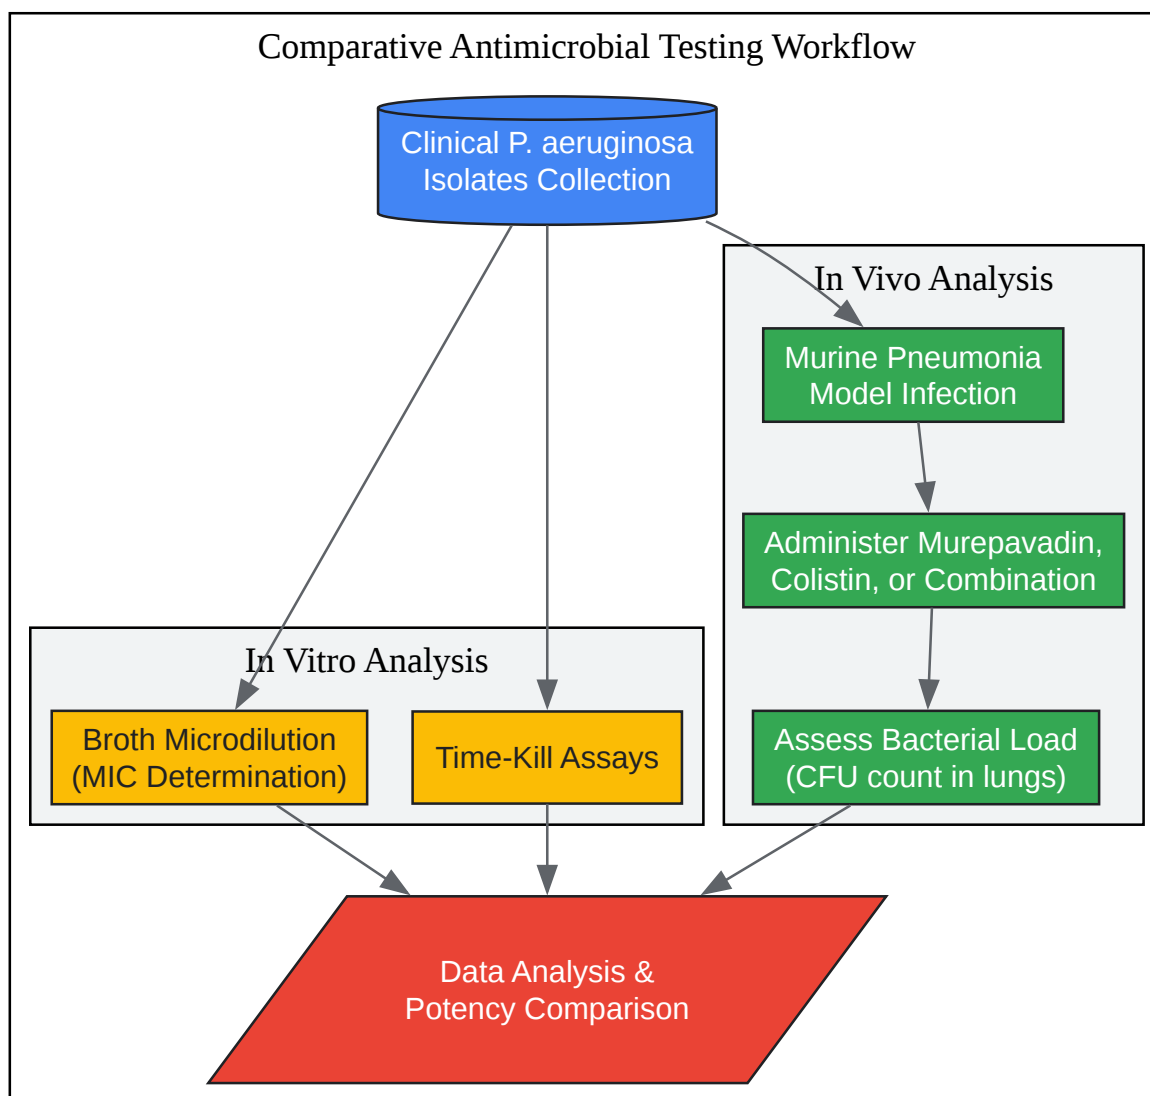 Comparative Antimicrobial Testing Workflow
Clinical P. aeruginosa
Isolates Collection
In Vivo Analysis
Murine Pneumonia
Model Infection
Administer Murepavadin,
Colistin, or Combination
In Vitro Analysis
Broth Microdilution
(MIC Determination)
Time-Kill Assays
Assess Bacterial Load
(CFU count in lungs)
Data Analysis &
Potency Comparison